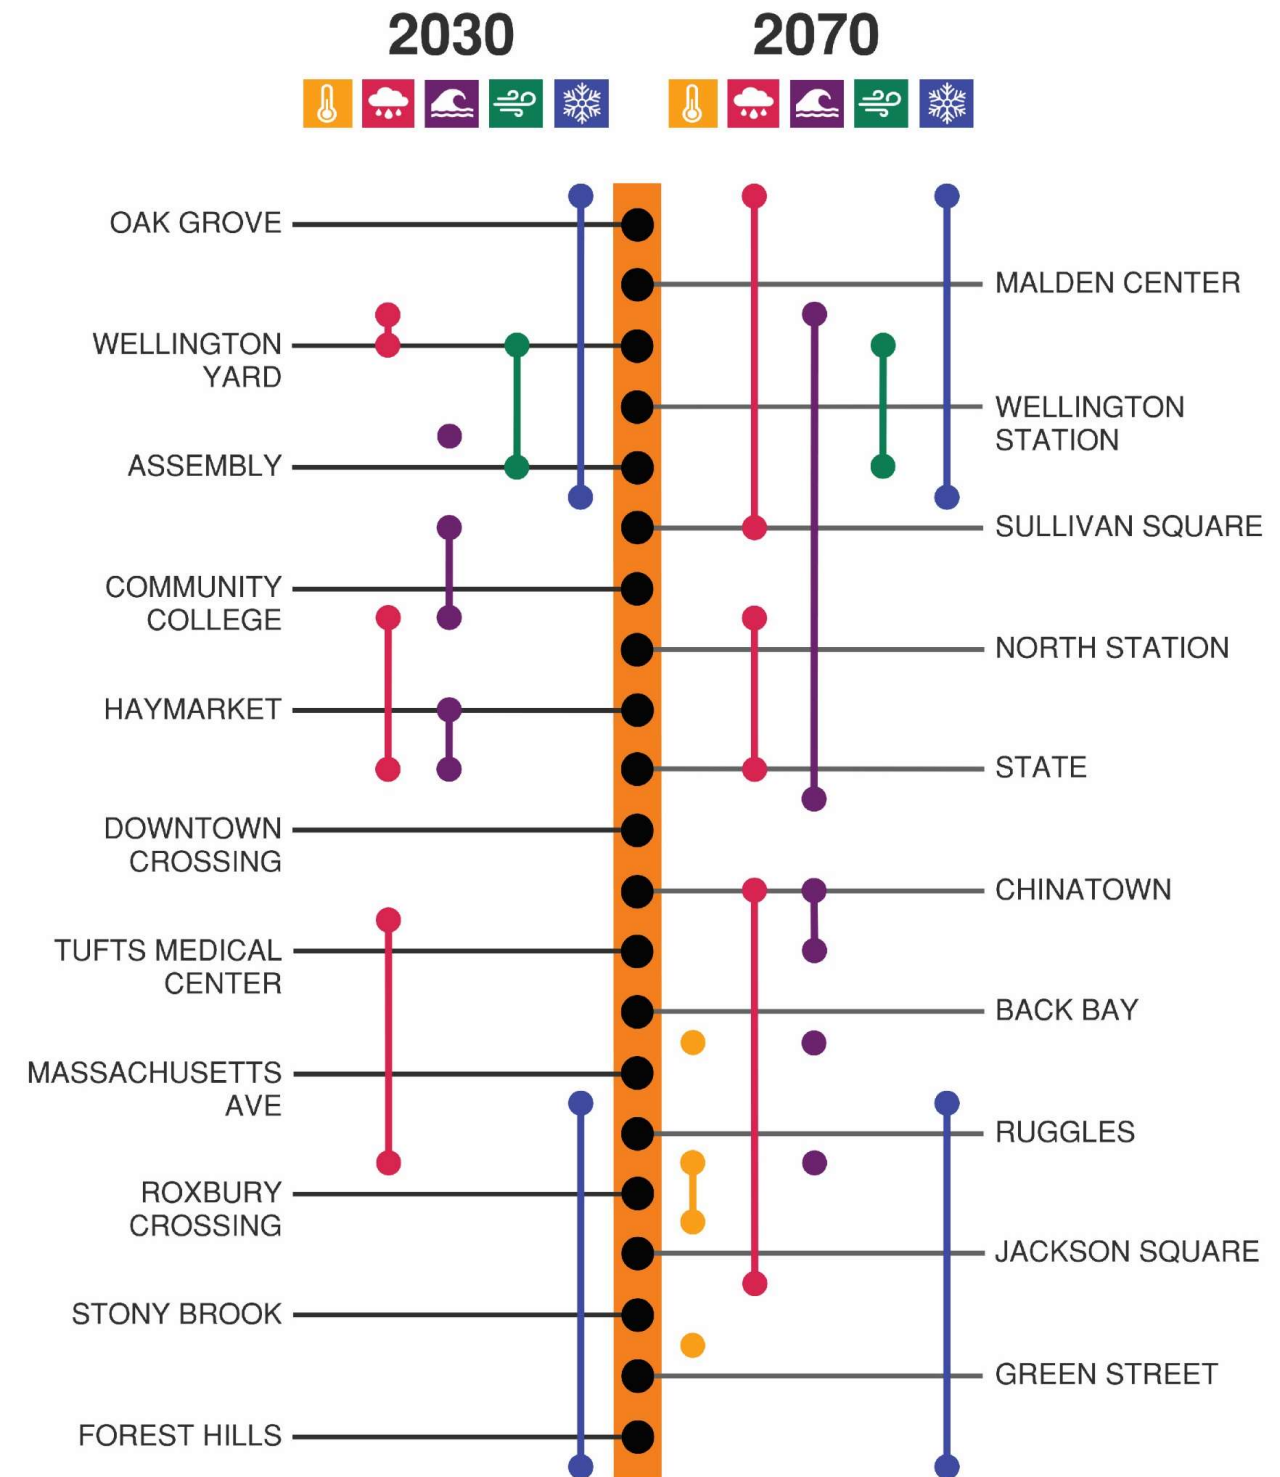 2030
2070
OAK GROVE
MALDEN CENTER
WELLINGTON
YARD
WELLINGTON
STATION
ASSEMBLY
SULLIVAN SQUARE
COMMUNITY
COLLEGE
NORTH STATION
HAYMARKET
STATE
DOWNTOWN
CROSSING
CHINATOWN
TUFTS MEDICAL
CENTER
BACK BAY
MASSACHUSETTS
AVE
RUGGLES
ROXBURY
CROSSING
JACKSON SQUARE
STONY BROOK
GREEN STREET
FOREST HILLS